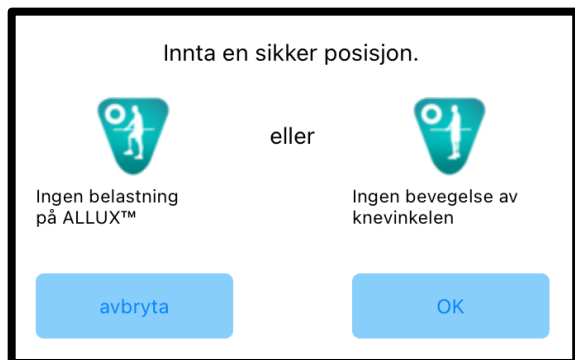 Innta en sikker posisjon.
eller
Ingen belastning
på ALLUX™
Ingen bevegelse av
knevinkelen
avbryta
OK